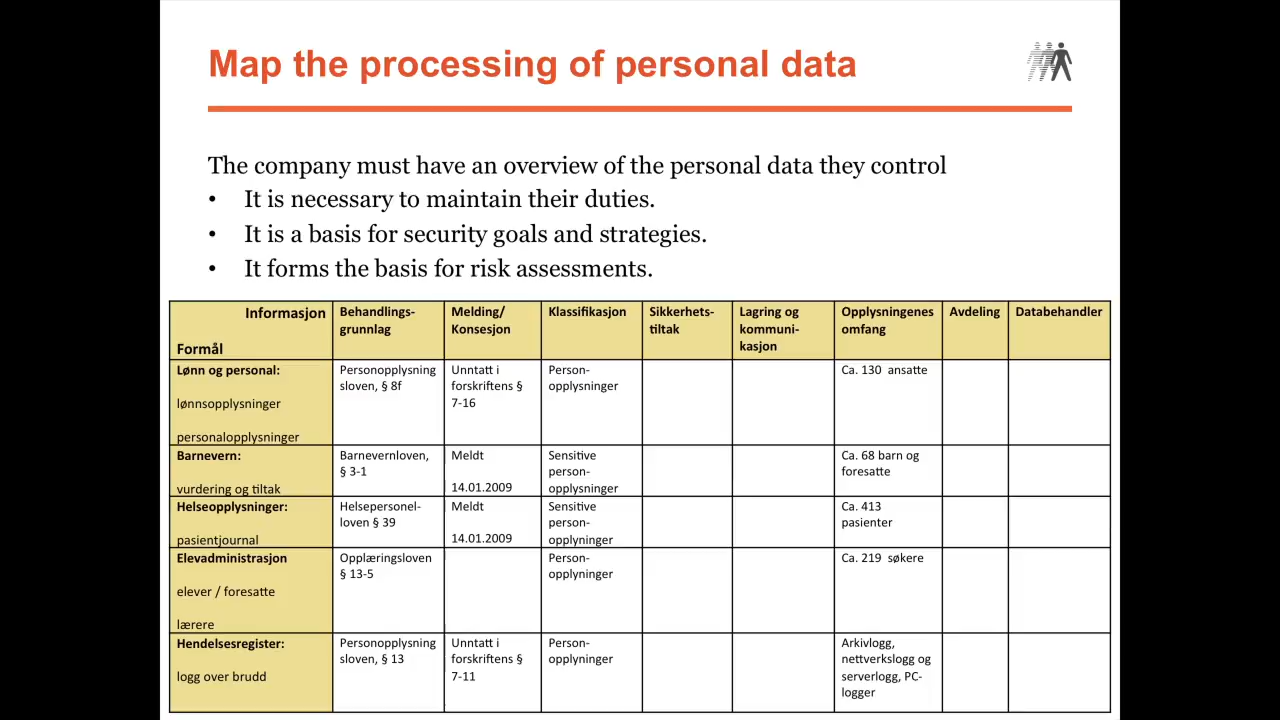 Map the processing of personal data
The company must have an overview of the personal data they control
• It is necessary to maintain their duties.
• It is a basis for security goals and strategies.
• It forms the basis for risk assessments.
Informasjon
Formål
Behandlings-
grunnlag
Melding/
Konsesjon
Klassifikasjon
Sikkerhets-
tiltak
Lagring og
kommuni-
kasjon
Opplysningenes
omfang
Avdeling
Databehandler
Lønn og personal:
lønnsopplysninger
personalopplysninger
Personopplysning
sloven, § 8f
Unntatt i
forskriftens §
7-16
Person-
opplysninger
Ca. 130 ansatte
Barnevern:
vurdering og tiltak
Barnevernloven,
§ 3-1
Meldt
14.01.2009
Sensitive
person-
opplysninger
Ca. 68 barn og
foresatte
Helseopplysninger:
pasientjournal
Helsepersonel-
loven § 39
Meldt
14.01.2009
Sensitive
person-
opplyninger
Ca. 413
pasienter
Elevadministrasjon
elever / foresatte
lærere
Opplæringsloven
§ 13-5
Person-
opplyninger
Ca. 219 søkere
Hendelsesregister:
logg over brudd
Personopplysning
sloven, § 13
Unntatt i
forskriftens §
7-11
Person-
opplyninger
Arkivlogg,
nettverkslogg og
serverlogg, PC-
logger